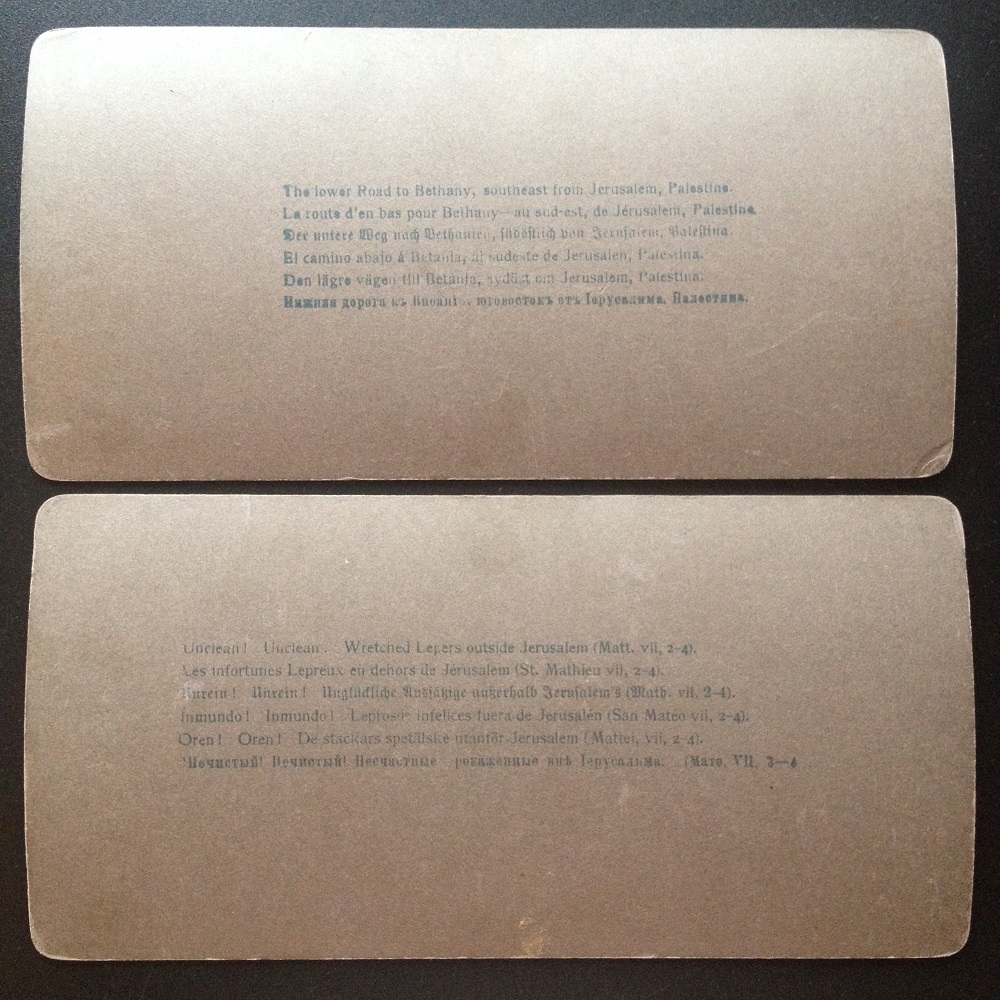 The lower Road to Bethany, southeast from Jerusalem, Palestine.
La route d'en bas pour Bethany—au sud-est, de Jérusalem, Palestine.
Der untere Weg nach Bethanien, südöstlich von Jerusalem, Palestina.
El camino abajo á Betania, al sudeste de Jerusalen, Palestina.
Den lägre vägen till Betania, sydöst om Jerusalem, Palestina.
Нижняя дорога къ юговостокъ отъ Іерусалима, Палестина.
Unclean! Unclean! Wretched Lepers outside Jerusalem (Matt. vii, 2-4).
Les infortunes Lepreux en dehors de Jérusalem (St. Mathieu vii, 2-4).
Unrein! Unrein! Unglückliche Aussätzige außerhalb Jerusalem's (Math. vii, 2-4).
Inmundo! Inmundo! Leprosos infelices fuera de Jerusalén (San Mateo vii, 2-4).
Oren! Oren! De stackars spetälske utanför Jerusalem (Mattei, vii, 2-4).
Нечистый! Нечистый! Несчастные прокаженные внѣ (Матѳ. VII, 2—4